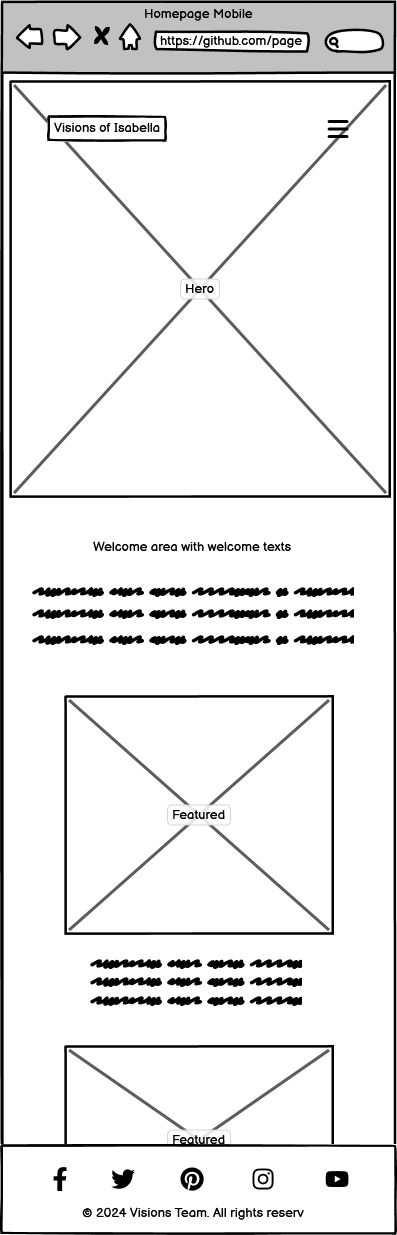 Homepage Mobile
https://github.com/page
Visions of Isabella
Hero
Welcome area with welcome texts
Featured
Featured
© 2024 Visions Team. All rights reserv